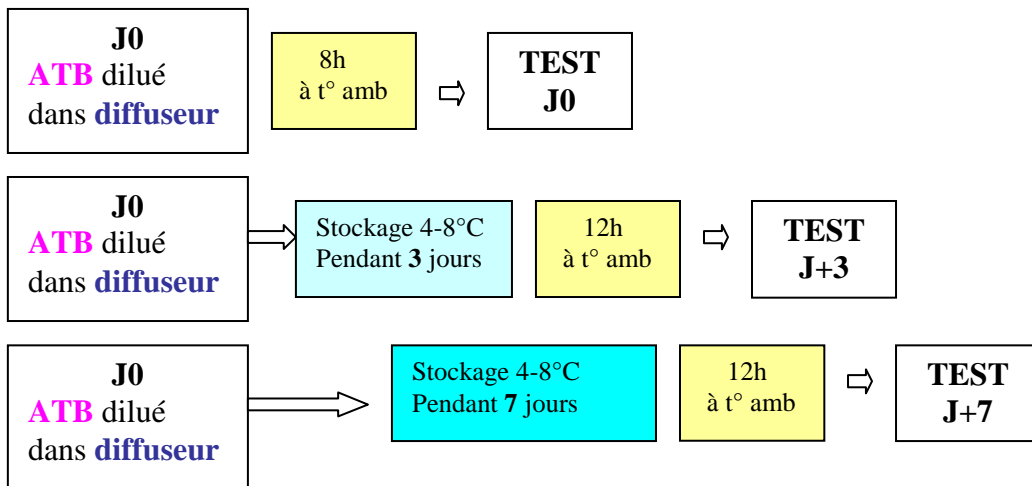 J0
ATB dilué
dans diffuseur
8h
à t° amb
TEST
J0
J0
ATB dilué
dans diffuseur
Stockage 4-8°C
Pendant 3 jours
12h
à t° amb
TEST
J+3
J0
ATB dilué
dans diffuseur
Stockage 4-8°C
Pendant 7 jours
12h
à t° amb
TEST
J+7